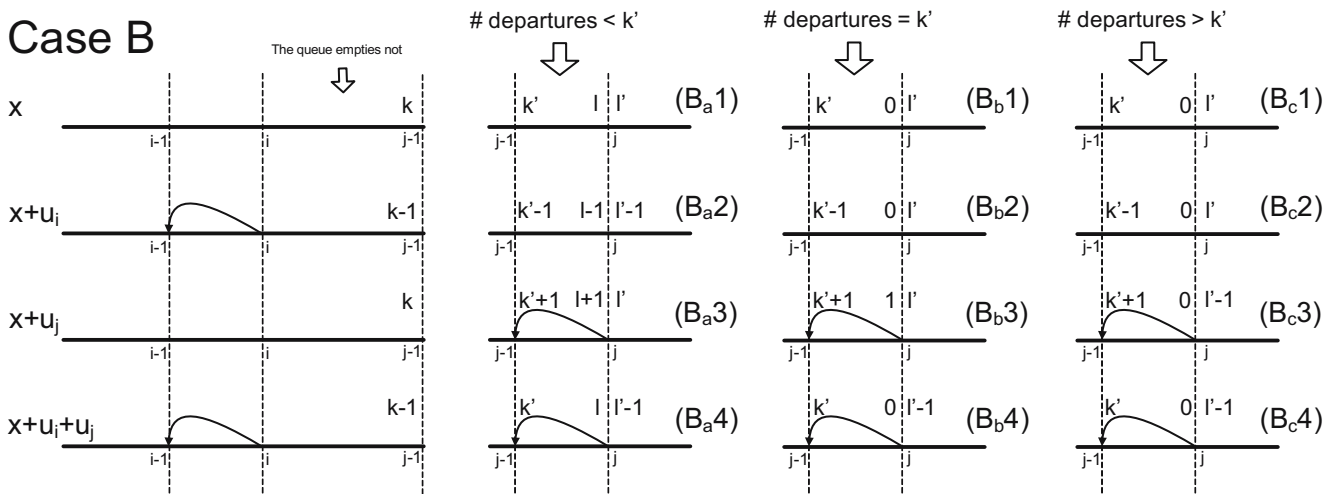 Case B
The queue empties not
# departures < k’
# departures = k’
# departures > k’
x
k
i-1
i
j-1
k’ l l’
j-1
j
(Ba1)
k’ 0 l’
j-1
j
(Bb1)
k’ 0 l’
j-1
j
(Bc1)
x+ui
k-1
i-1
i
j-1
k’-1 l-1 l’-1
j-1
j
(Ba2)
k’-1 0 l’
j-1
j
(Bb2)
k’-1 0 l’
j-1
j
(Bc2)
x+uj
k
i-1
i
j-1
k’+1 l+1 l’
j-1
j
(Ba3)
k’+1 1 l’
j-1
j
(Bb3)
k’+1 0 l’-1
j-1
j
(Bc3)
x+ui+uj
k-1
i-1
i
j-1
k’ l l’-1
j-1
j
(Ba4)
k’ 0 l’-1
j-1
j
(Bb4)
k’ 0 l’-1
j-1
j
(Bc4)